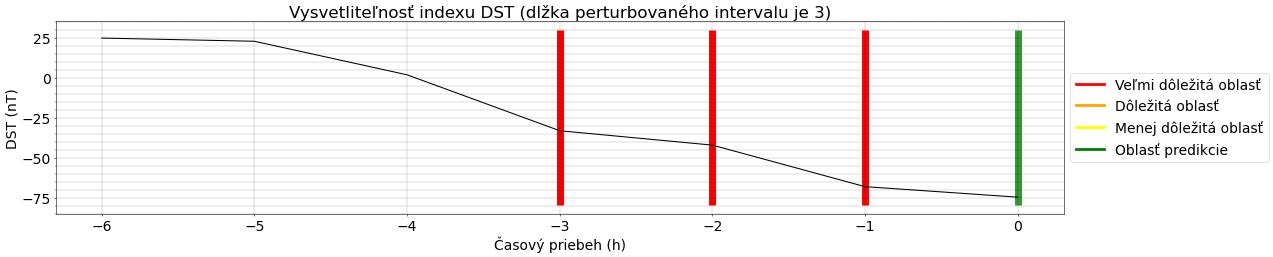 Vysvetliteľnosť indexu DST (dĺžka perturbovaného intervalu je 3)
DST (nT)
25
0
−25
−50
−75
−6 −5 −4 −3 −2 −1 0
Časový priebeh (h)
Veľmi dôležitá oblasť
Dôležitá oblasť
Menej dôležitá oblasť
Oblasť predikcie